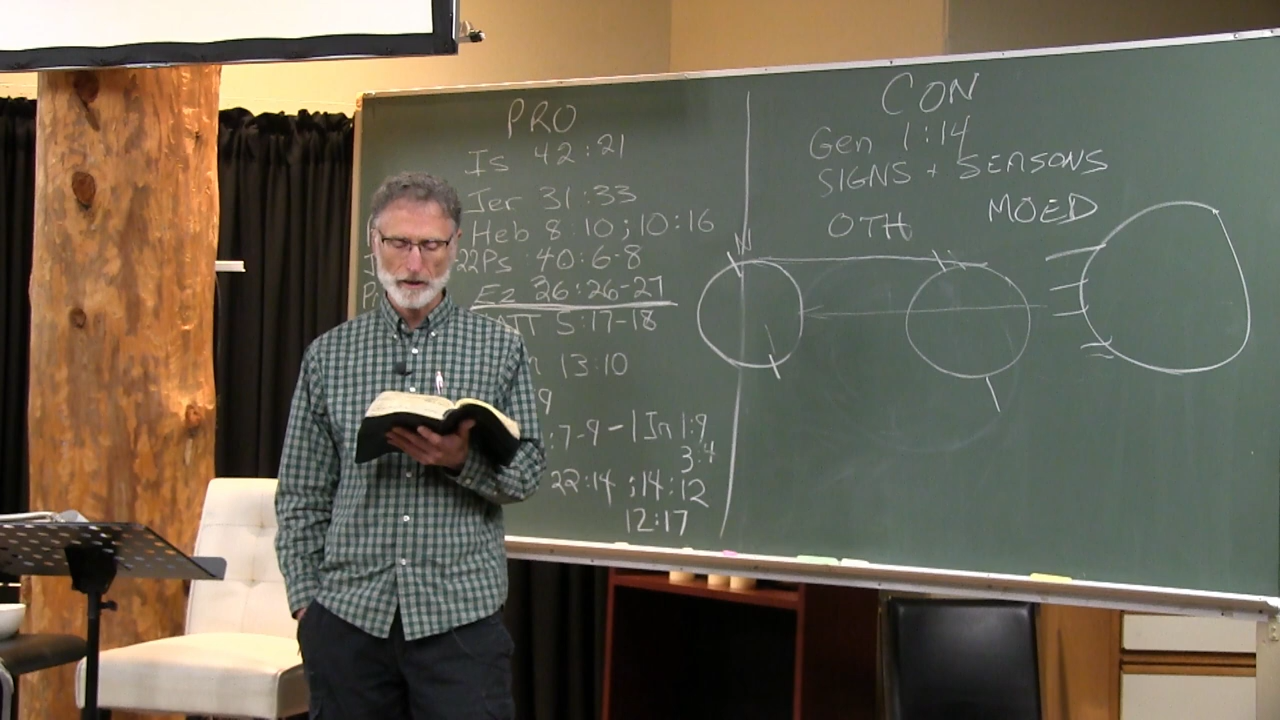 PRO
Is 42:21
Jer 31:33
Heb 8:10 ; 10:16
22 Ps 40:6-8
Ez 36:26-27
5:17-18
13:10
9
:7-9 - 1 Jn 1:9
3:4
22:14 ; 14:12
12:17
CON
Gen 1:14
SIGNS + SEASONS
OTH MOED